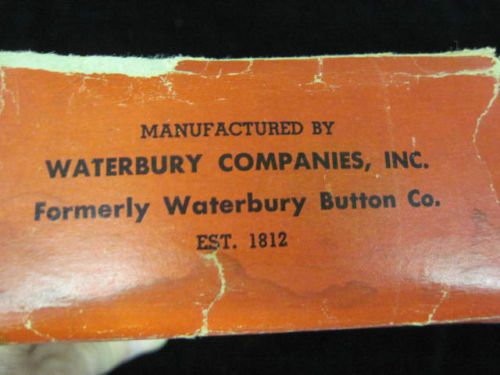 MANUFACTURED BY
WATERBURY COMPANIES, INC.
Formerly Waterbury Button Co.
EST. 1812